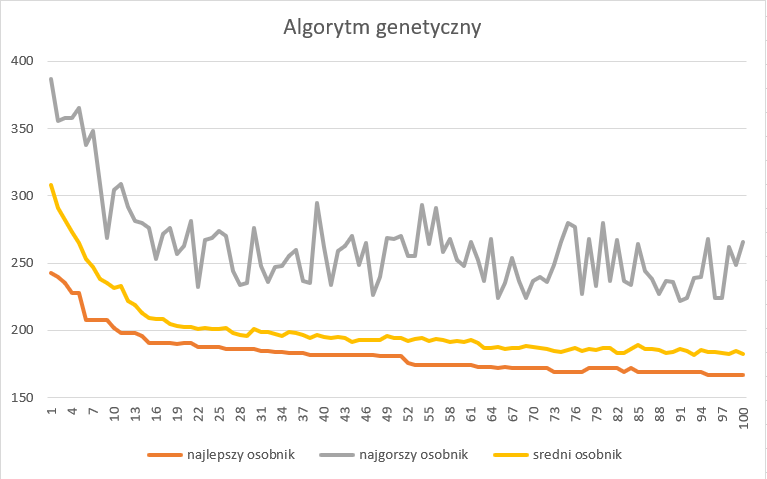 Algorytm genetyczny
400
350
300
250
200
150
1 4 7 10 13 16 19 22 25 28 31 34 37 40 43 46 49 52 55 58 61 64 67 70 73 76 79 82 85 88 91 94 97 100
najlepszy osobnik najgorszy osobnik sredni osobnik